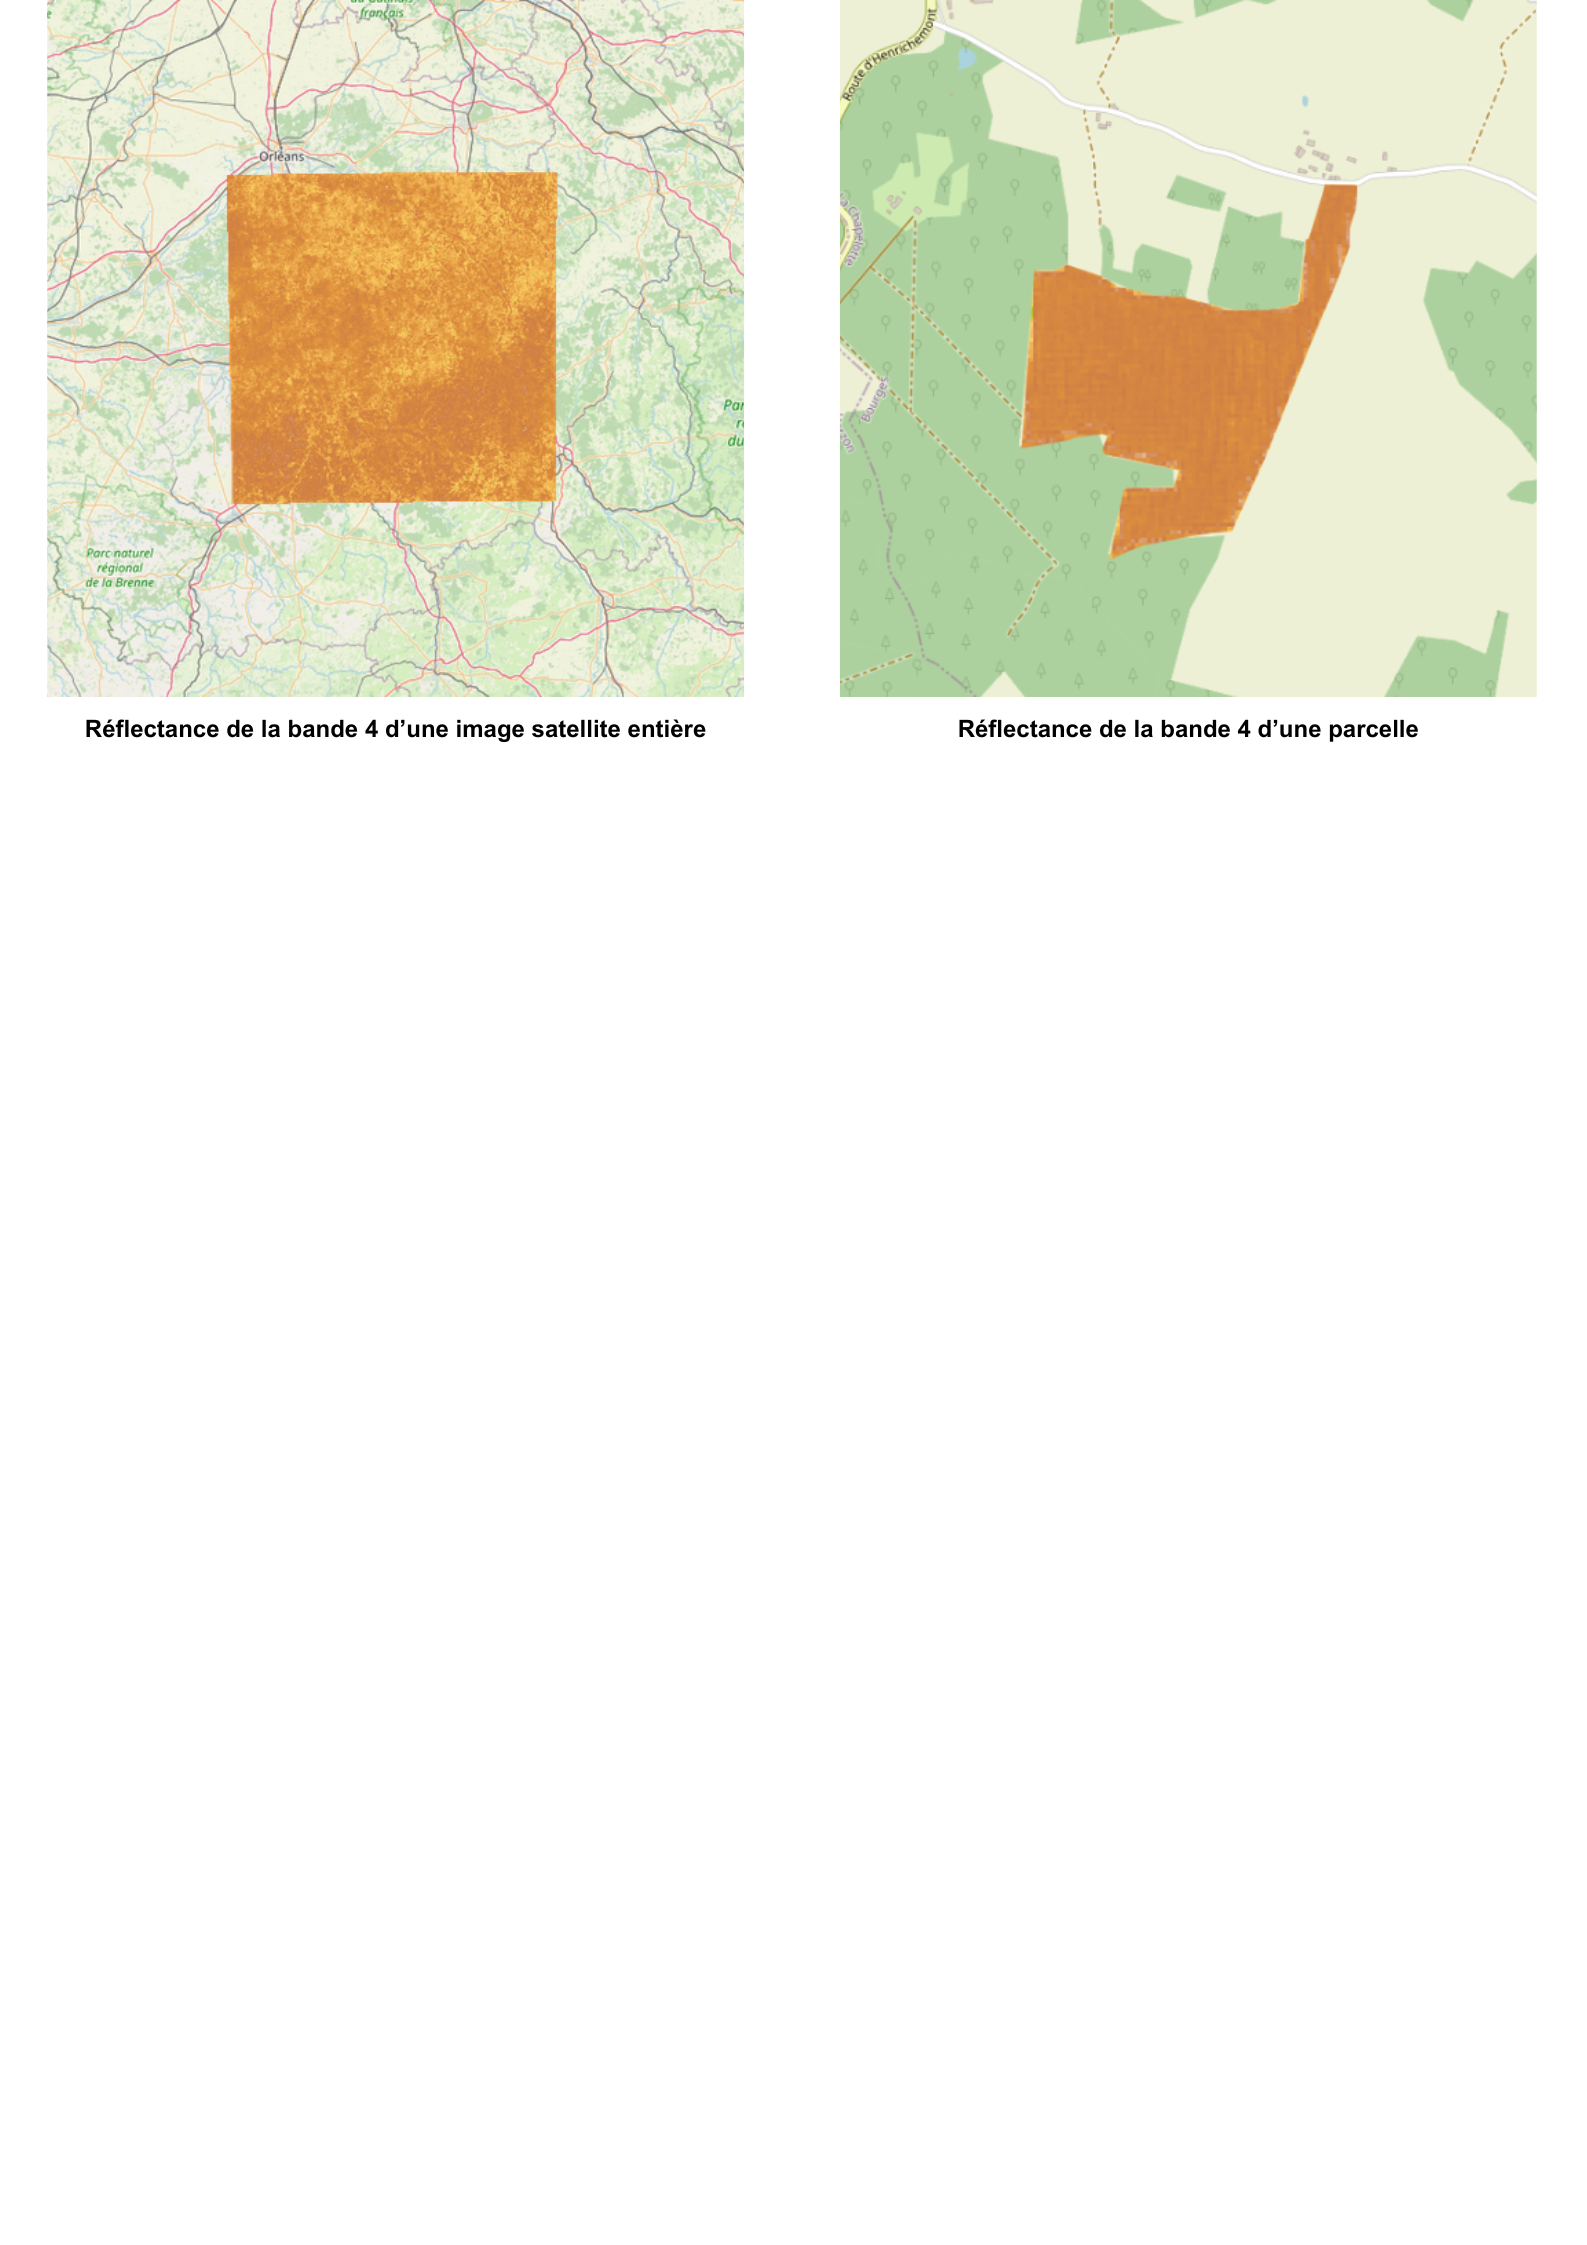 du Gâtinais
français
Orléans
Parc naturel
régional
de la Brenne
Par
du
Route d'Henrichemont
la Chapelotte
Bourges
zon
Réflectance de la bande 4 d’une image satellite entière
Réflectance de la bande 4 d’une parcelle